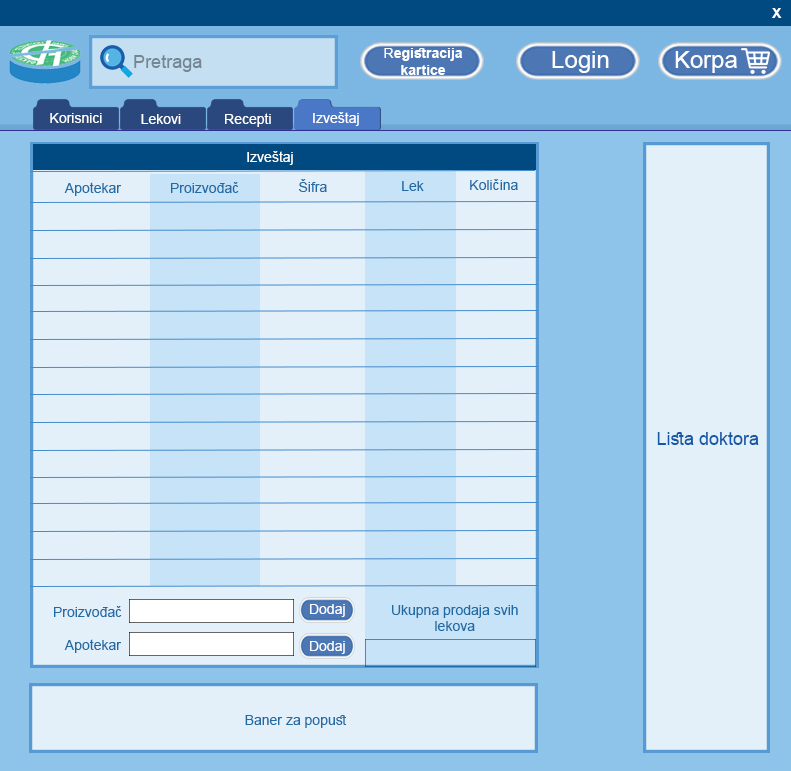 x
Pretraga
Registracija
kartice
Login
Korpa
Korisnici
Lekovi
Recepti
Izveštaj
Izveštaj
Apotekar
Proizvođač
Šifra
Lek
Količina
Lista doktora
Proizvođač
Dodaj
Ukupna prodaja svih
lekova
Apotekar
Dodaj
Baner za popust